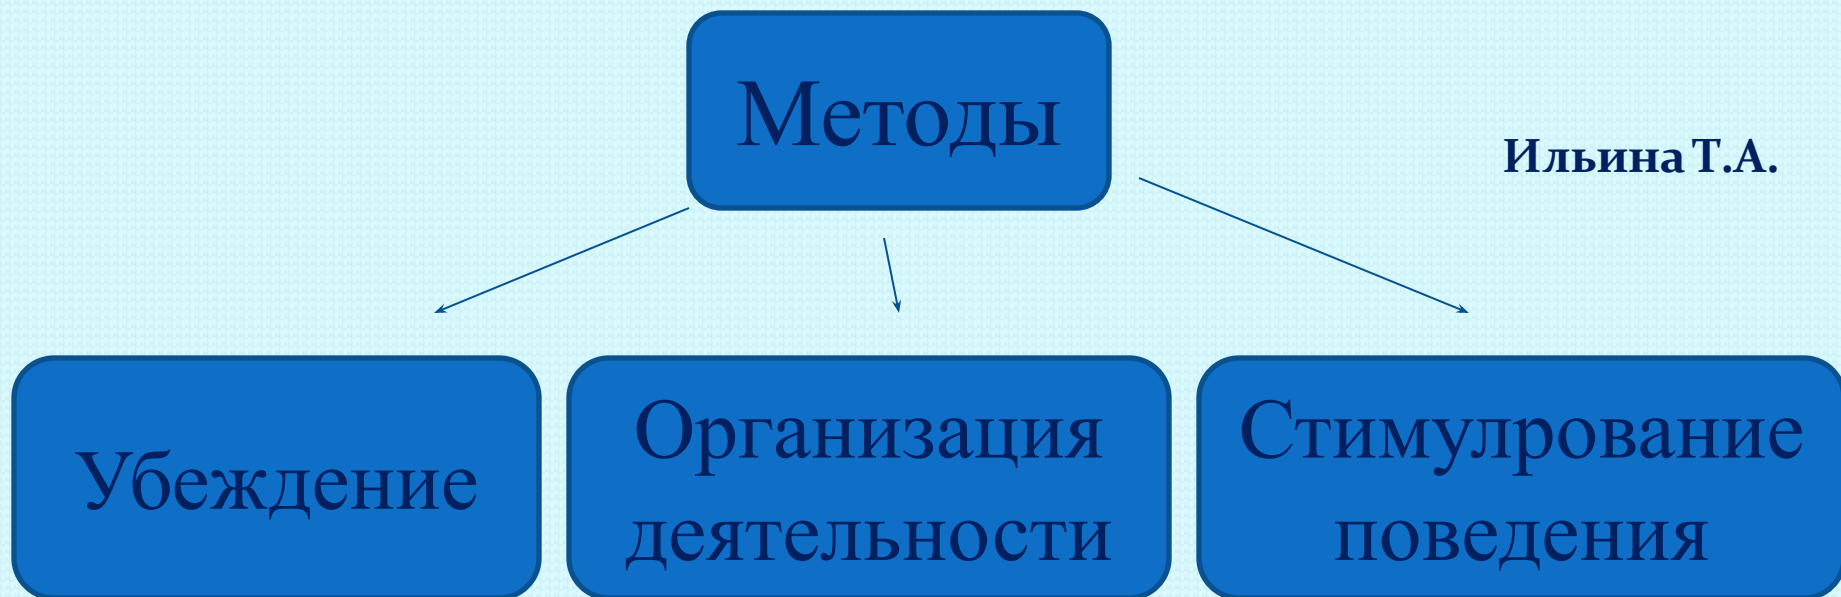 Методы
Ильина Т.А.
Убеждение
Организация
деятельности
Стимулрование
поведения